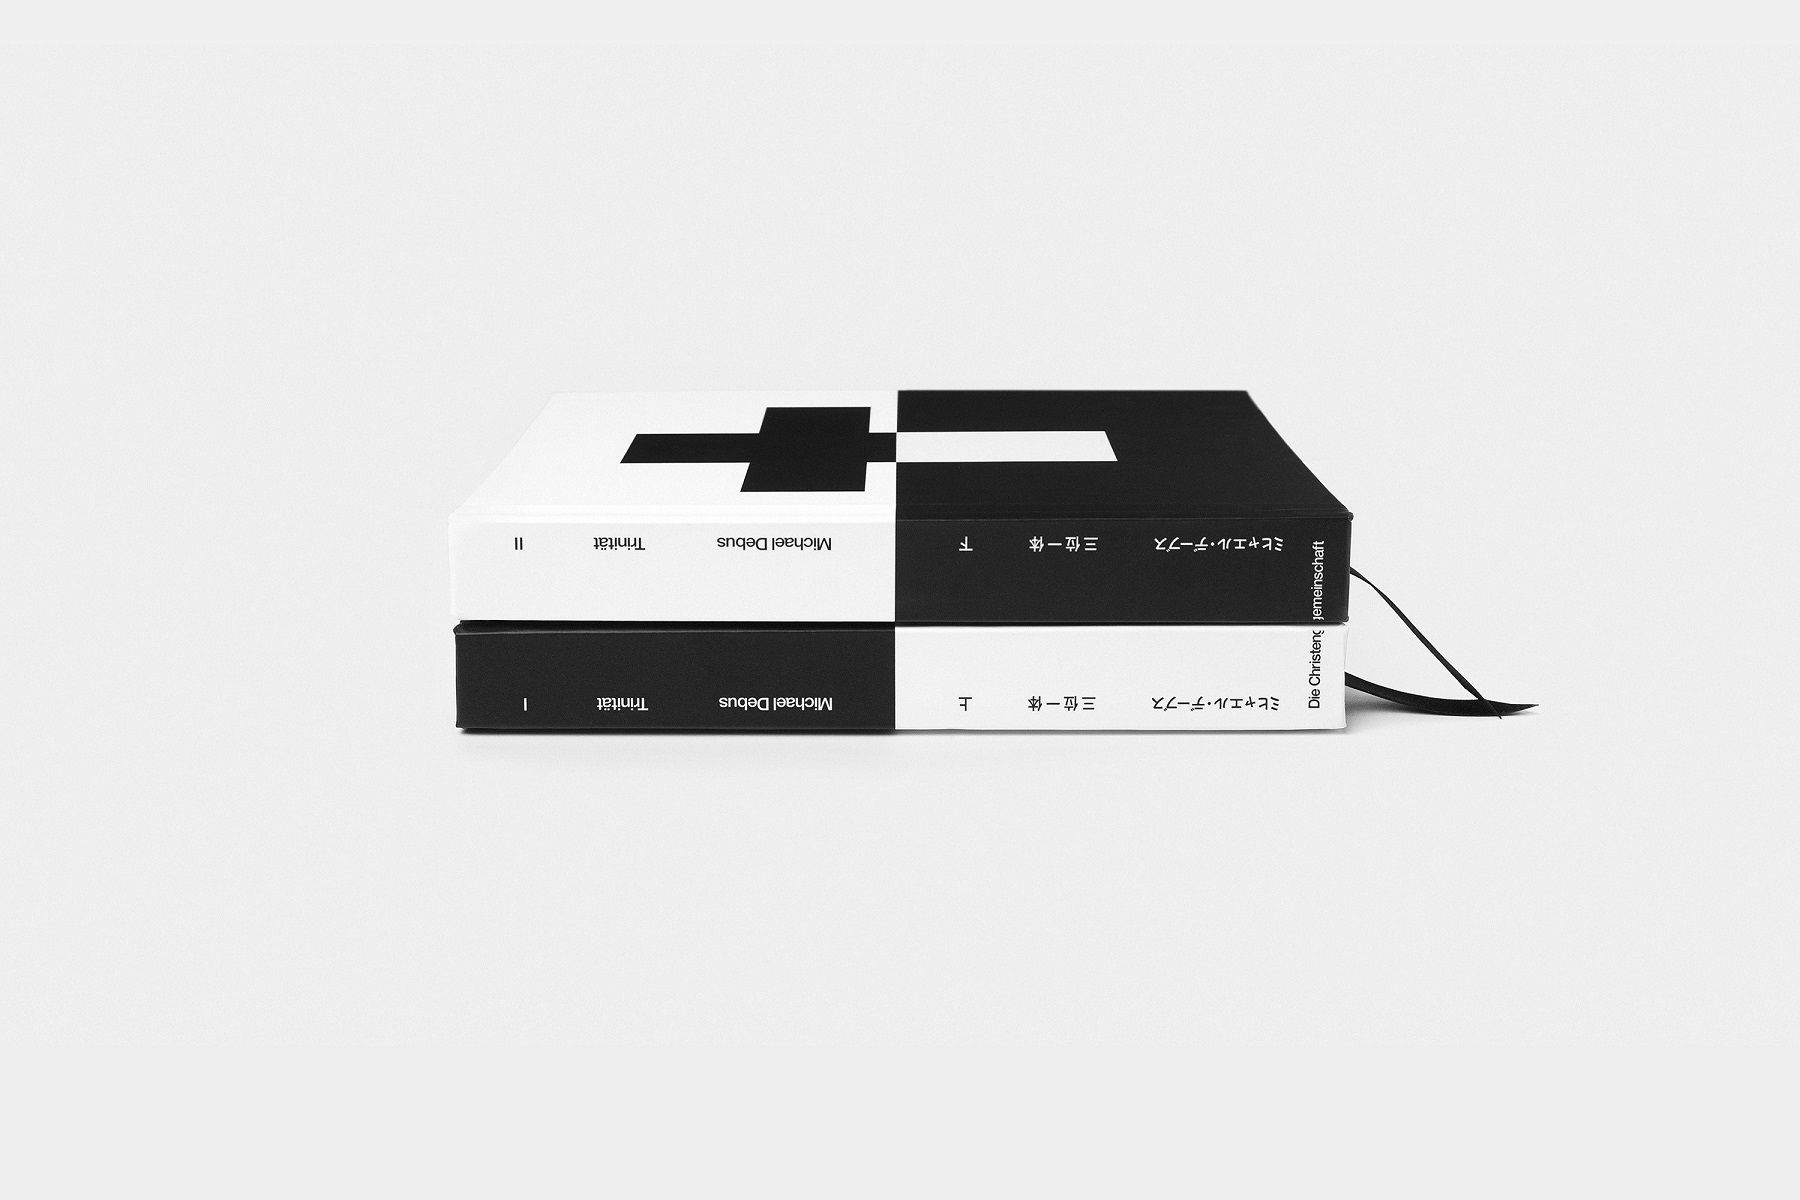 ミヒャエル・デーブス 三位一体 下 Michael Debus Trinität II
ミヒャエル・デーブス 三位一体 上 Michael Debus Trinität I
Die Christengemeinschaft